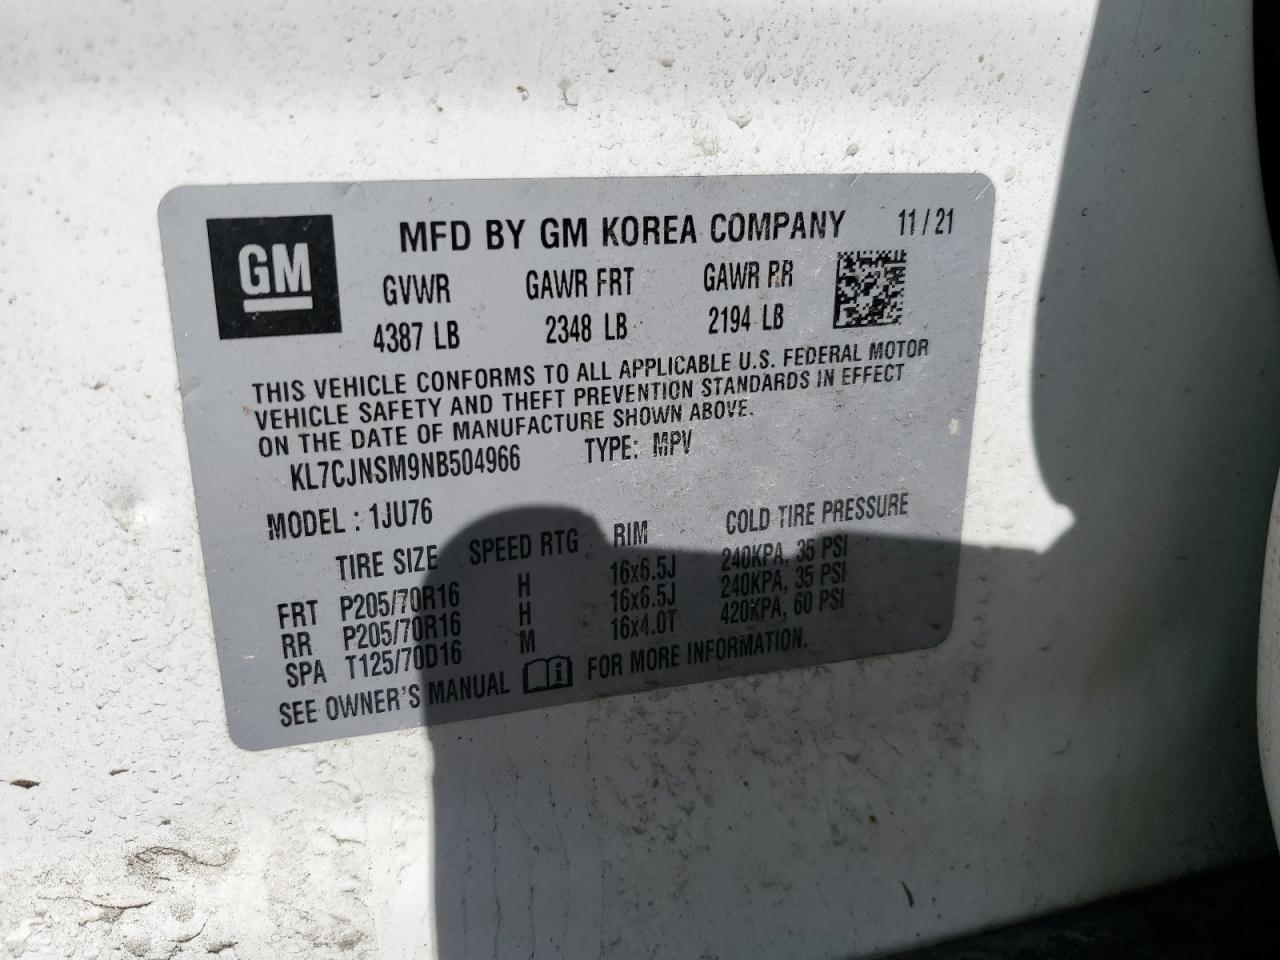 GM
MFD BY GM KOREA COMPANY 11/21
GVWR GAWR FRT GAWR RR
4387 LB 2348 LB 2194 LB
THIS VEHICLE CONFORMS TO ALL APPLICABLE U.S. FEDERAL MOTOR
VEHICLE SAFETY AND THEFT PREVENTION STANDARDS IN EFFECT
ON THE DATE OF MANUFACTURE SHOWN ABOVE.
KL7CJNSM9NB504966 TYPE: MPV
MODEL : 1JU76
TIRE SIZE SPEED RTG RIM COLD TIRE PRESSURE
FRT P205/70R16 H 16x6.5J 240KPA, 35 PSI
RR P205/70R16 H 16x6.5J 240KPA, 35 PSI
SPA T125/70D16 M 16x4.0T 420KPA, 60 PSI
SEE OWNER'S MANUAL i FOR MORE INFORMATION.